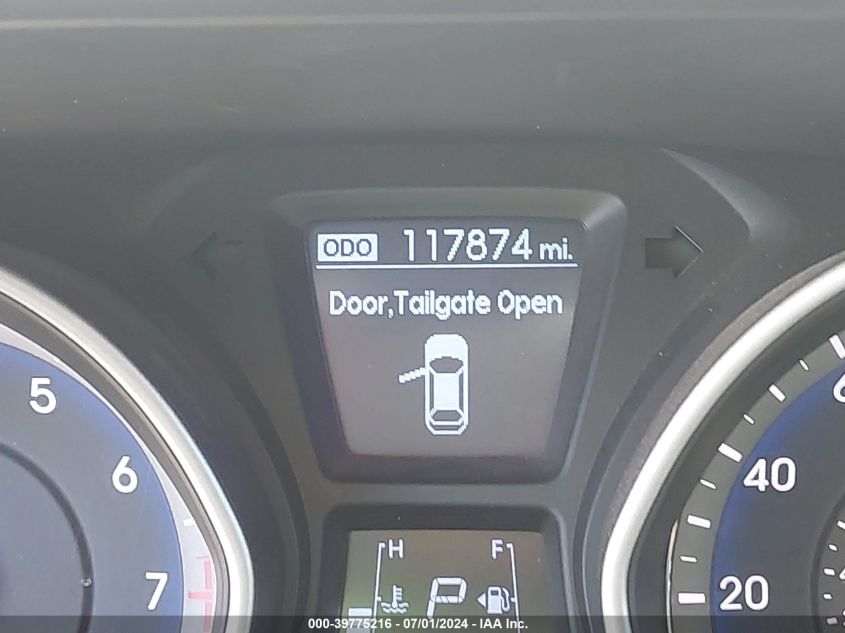 ODO 117874 mi.
Door,Tailgate Open
5
6
7
40
20
H F
P
000-39775216 - 07/01/2024 - IAA Inc.